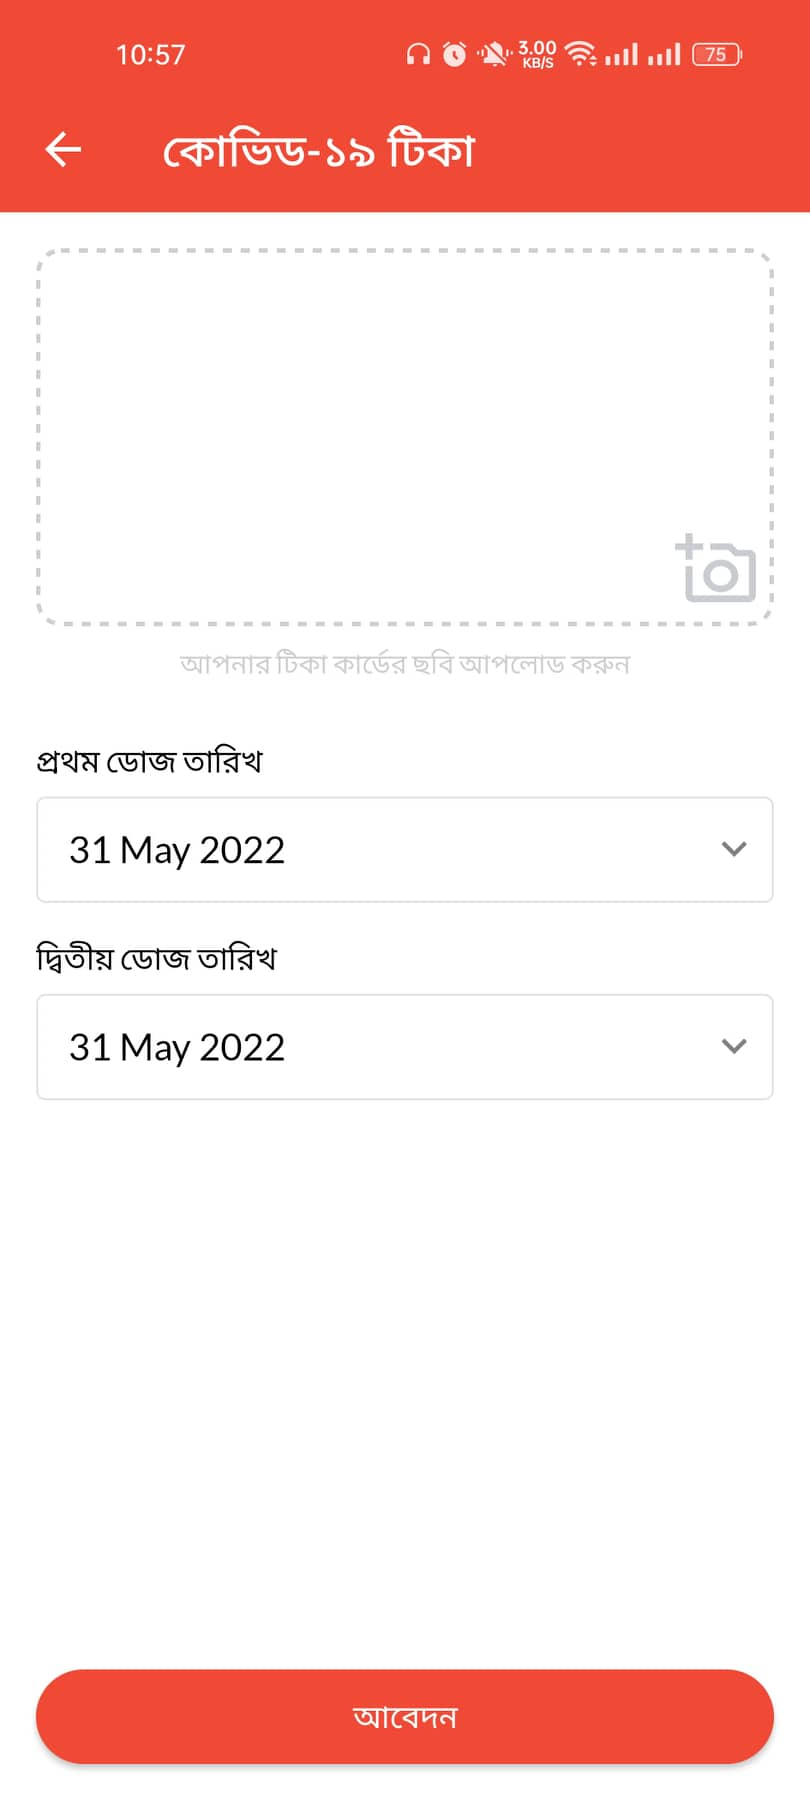 10:57
3.00 KB/S
75
কোভিড-১৯ টিকা
আপনার টিকা কার্ডের ছবি আপলোড করুন
প্রথম ডোজ তারিখ
31 May 2022
দ্বিতীয় ডোজ তারিখ
31 May 2022
আবেদন